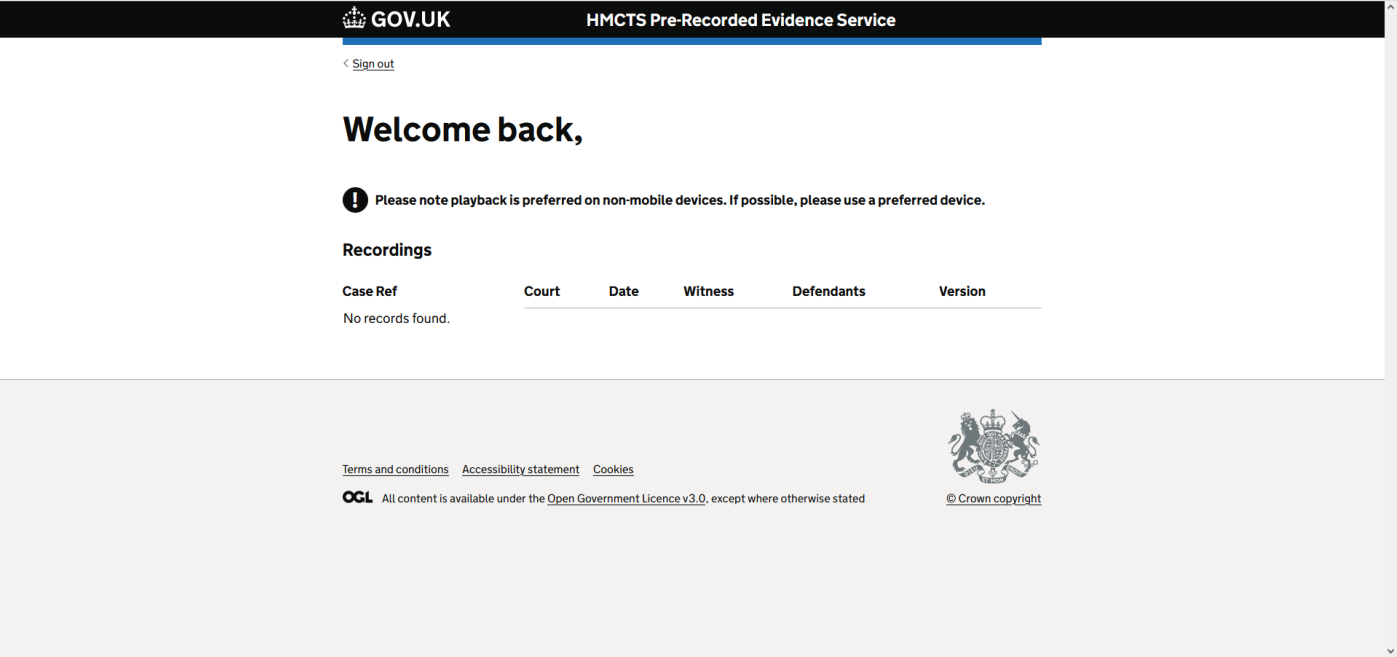 GOV.UK HMCTS Pre-Recorded Evidence Service
Sign out
Welcome back,
! Please note playback is preferred on non-mobile devices. If possible, please use a preferred device.
Recordings
Case Ref Court Date Witness Defendants Version
No records found.
Terms and conditions Accessibility statement Cookies
OGL All content is available under the Open Government Licence v3.0, except where otherwise stated
© Crown copyright